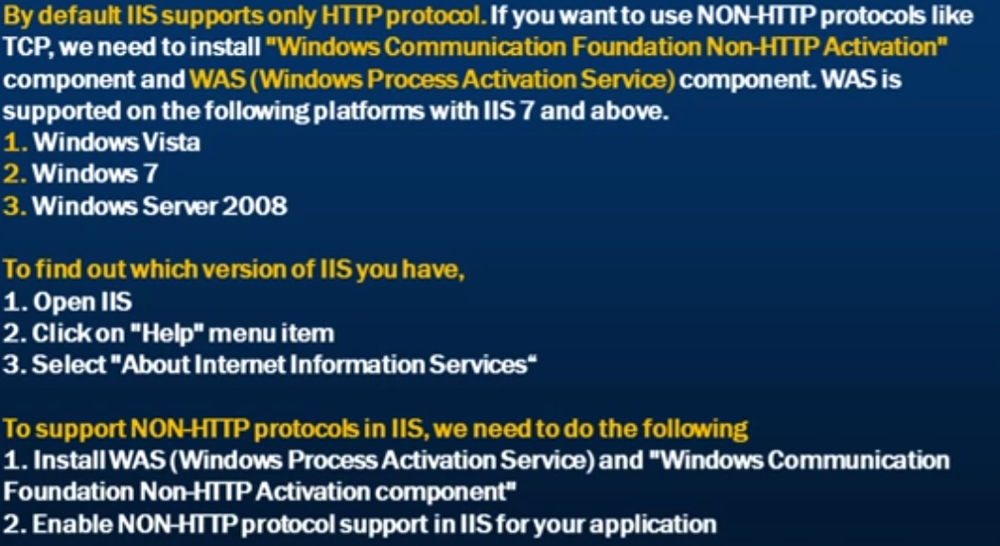 By default IIS supports only HTTP protocol. If you want to use NON-HTTP protocols like
TCP, we need to install "Windows Communication Foundation Non-HTTP Activation"
component and WAS (Windows Process Activation Service) component. WAS is
supported on the following platforms with IIS 7 and above.
1. Windows Vista
2. Windows 7
3. Windows Server 2008
To find out which version of IIS you have,
1. Open IIS
2. Click on "Help" menu item
3. Select "About Internet Information Services“
To support NON-HTTP protocols in IIS, we need to do the following
1. Install WAS (Windows Process Activation Service) and "Windows Communication
Foundation Non-HTTP Activation component"
2. Enable NON-HTTP protocol support in IIS for your application